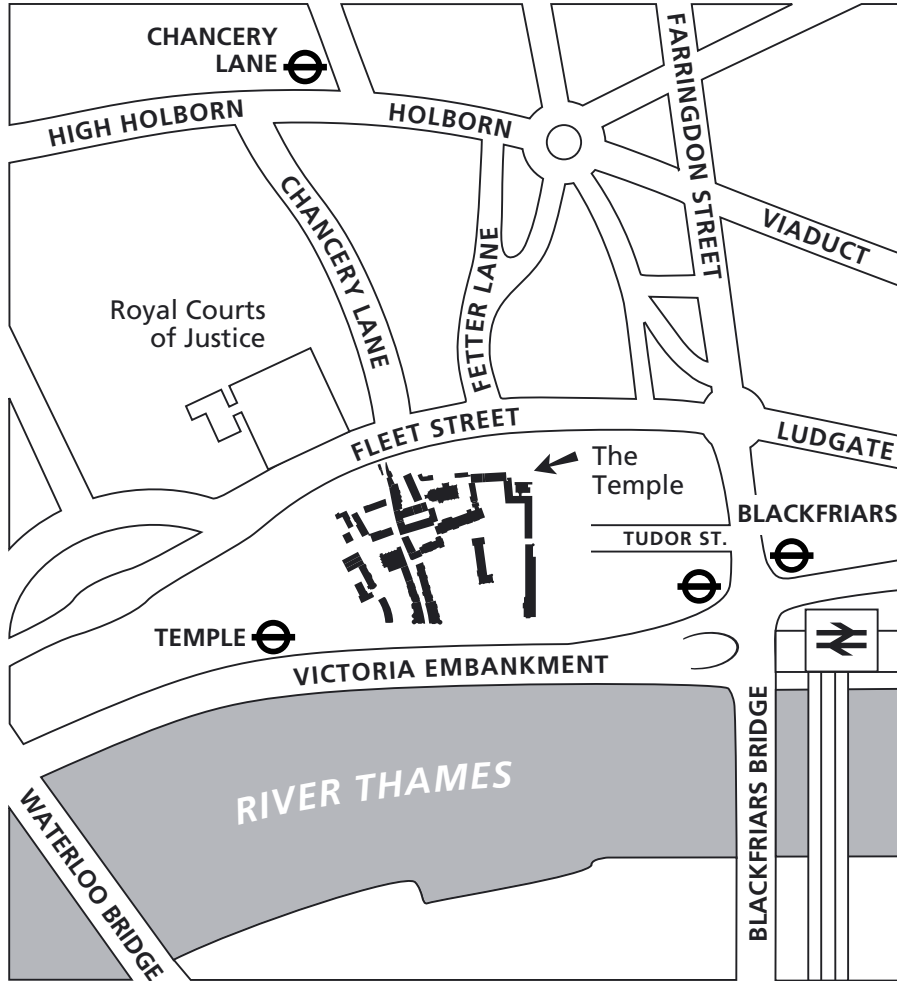 CHANCERY
LANE
FARRINGDON STREET
HIGH HOLBORN
HOLBORN
CHANCERY LANE
FETTER LANE
VIADUCT
Royal Courts
of Justice
FLEET STREET
LUDGATE
The
Temple
BLACKFRIARS
TUDOR ST.
TEMPLE
VICTORIA EMBANKMENT
RIVER THAMES
BLACKFRIARS BRIDGE
WATERLOO BRIDGE